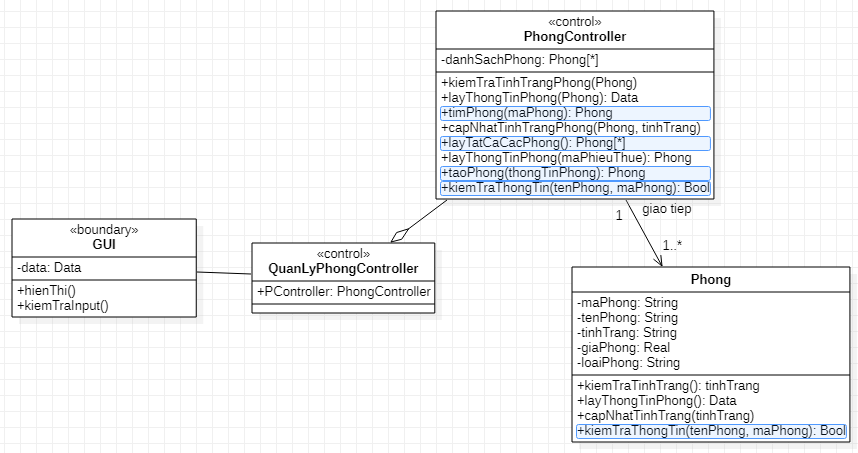 «control»
PhongController
-danhSachPhong: Phong[*]
+kiemTraTinhTrangPhong(Phong)
+layThongTinPhong(Phong): Data
+timPhong(maPhong): Phong
+capNhatTinhTrangPhong(Phong, tinhTrang)
+layTatCaCacPhong(): Phong[*]
+layThongTinPhong(maPhieuThue): Phong
+taoPhong(thongTinPhong): Phong
+kiemTraThongTin(tenPhong, maPhong): Bool
1
giao tiep
1..*
«boundary»
GUI
-data: Data
+hienThi()
+kiemTraInput()
«control»
QuanLyPhongController
+PController: PhongController
Phong
-maPhong: String
-tenPhong: String
-tinhTrang: String
-giaPhong: Real
-loaiPhong: String
+kiemTraTinhTrang(): tinhTrang
+layThongTinPhong(): Data
+capNhatTinhTrang(tinhTrang)
+kiemTraThongTin(tenPhong, maPhong): Bool